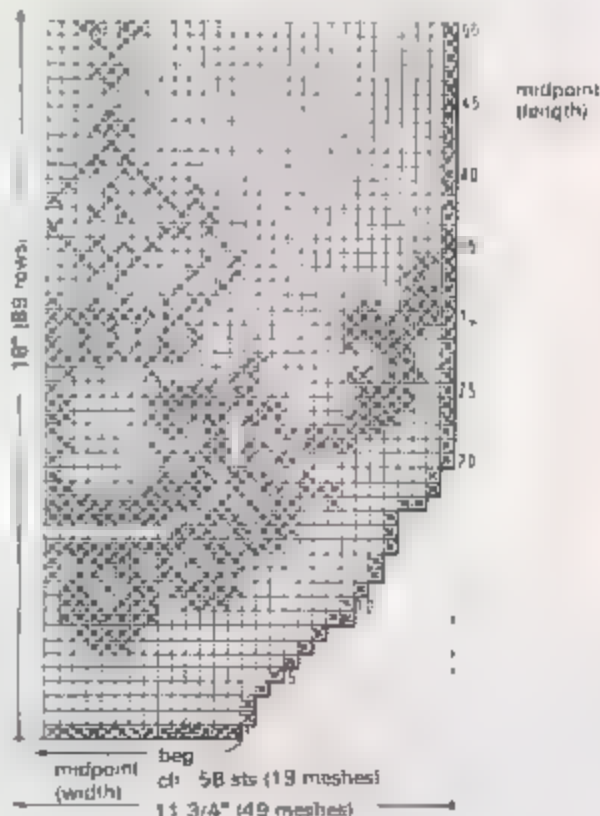 midpoint
(length)
45
40
20
18" (89 rows)
beg
midpoint
(width)
ch 58 sts (19 meshes)
11 3/4" (49 meshes)